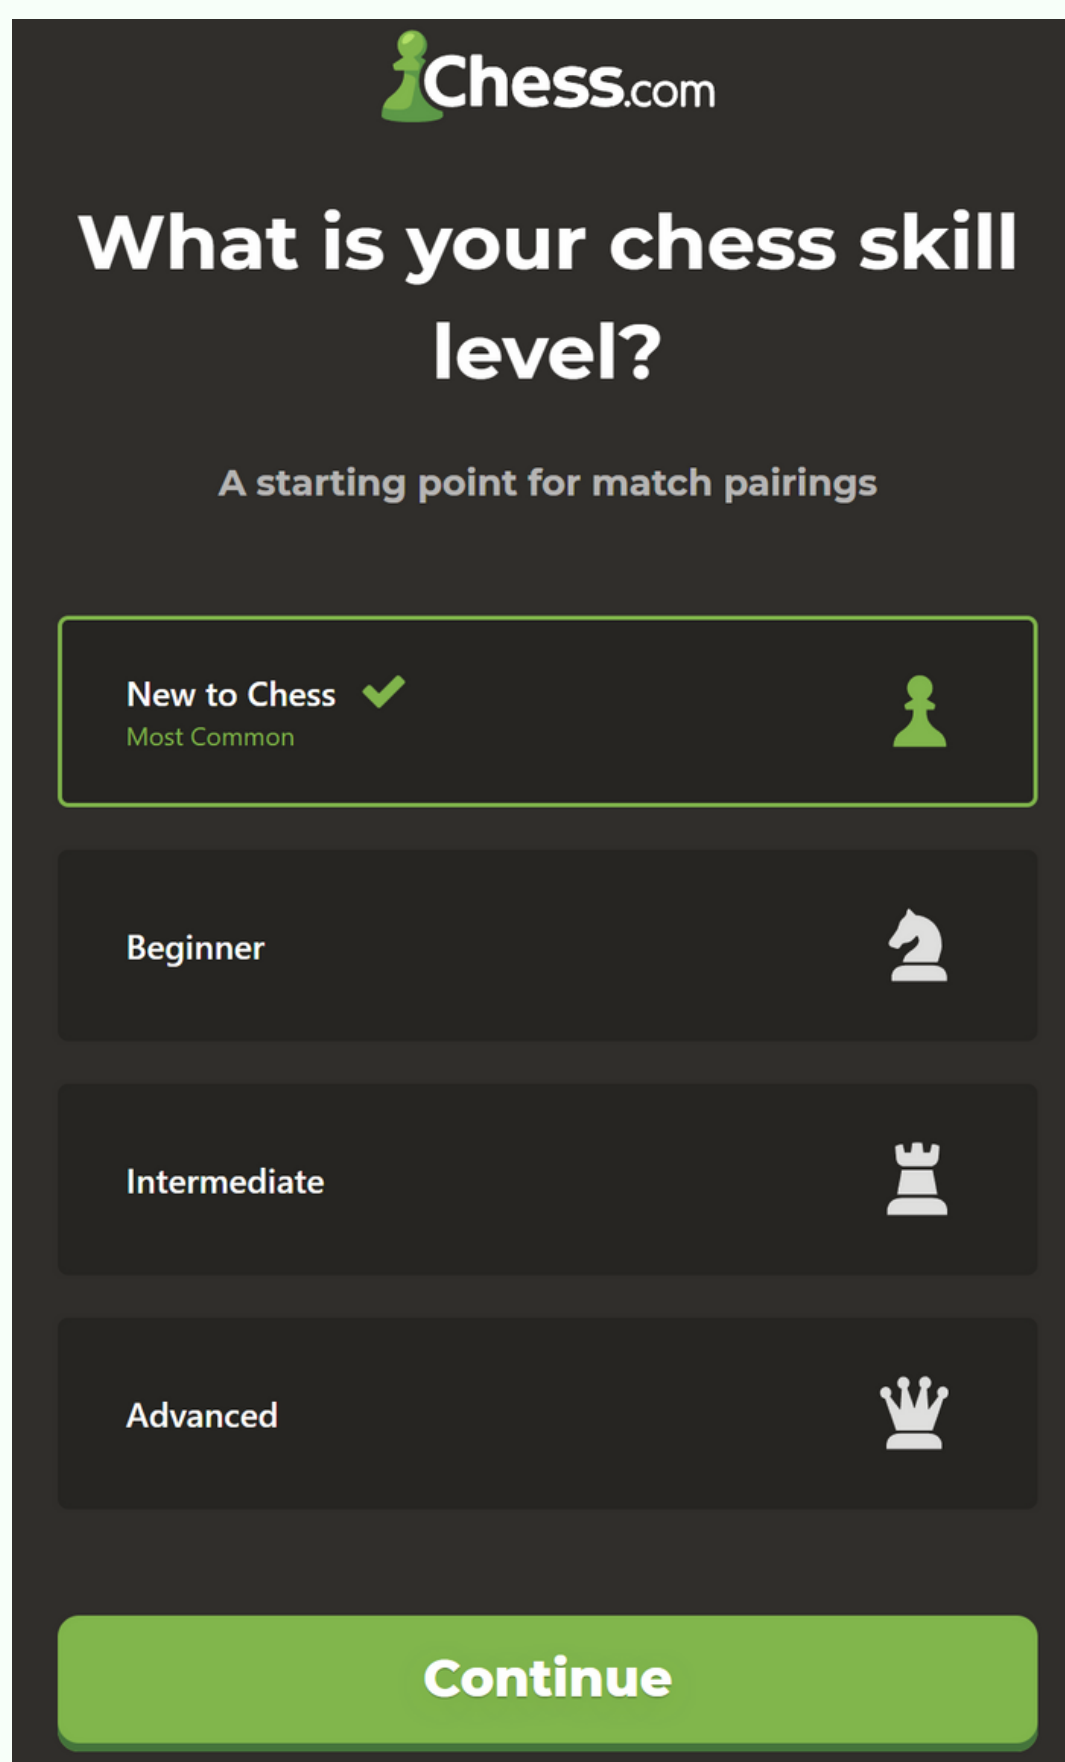 Chess.com
What is your chess skill
level?
A starting point for match pairings
New to Chess
Most Common
Beginner
Intermediate
Advanced
Continue